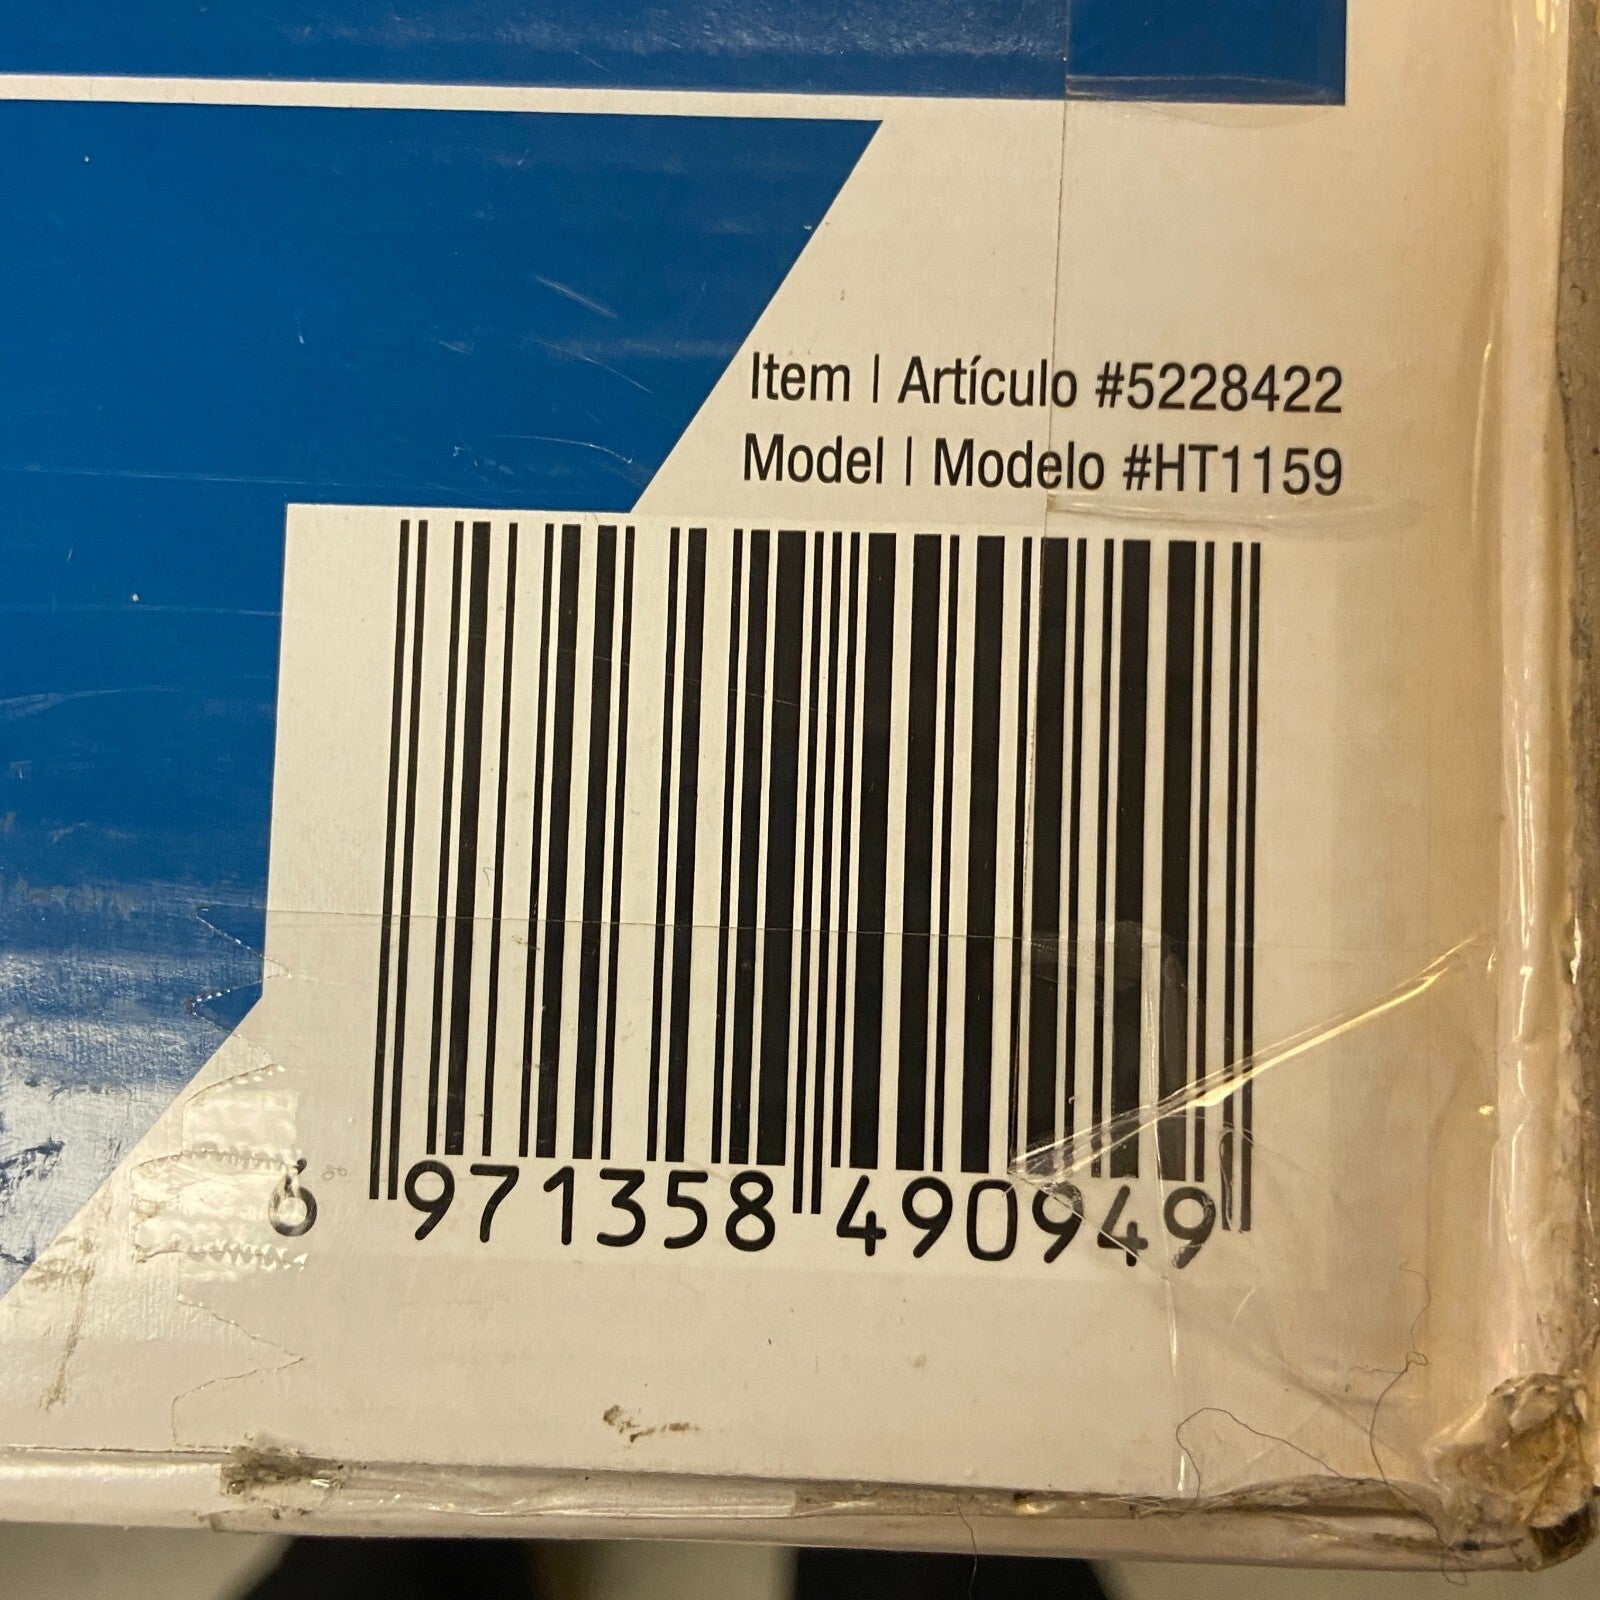 Item | Artículo #5228422
Model | Modelo #HT1159
6 971358 490949